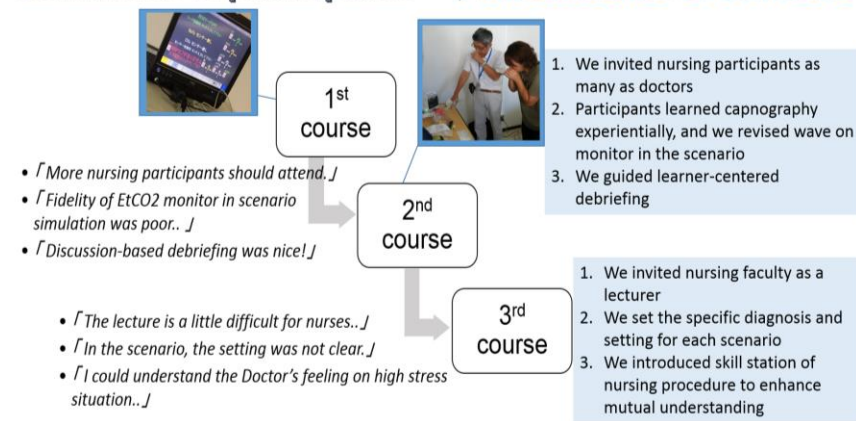 1st
course
• 「More nursing participants should attend.」
• 「Fidelity of EtCO2 monitor in scenario
simulation was poor.. 」
• 「Discussion-based debriefing was nice!」
1. We invited nursing participants as
many as doctors
2. Participants learned capnography
experientially, and we revised wave on
monitor in the scenario
3. We guided learner-centered
debriefing
2nd
course
• 「The lecture is a little difficult for nurses..」
• 「In the scenario, the setting was not clear.」
• 「I could understand the Doctor’s feeling on high stress
situation..」
3rd
course
1. We invited nursing faculty as a
lecturer
2. We set the specific diagnosis and
setting for each scenario
3. We introduced skill station of
nursing procedure to enhance
mutual understanding